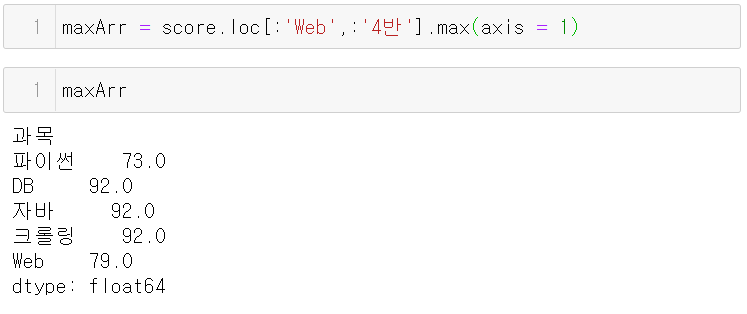 1 maxArr = score.loc[:'Web',:'4반'].max(axis = 1)
1 maxArr
과목
파이썬 73.0
DB 92.0
자바 92.0
크롤링 92.0
Web 79.0
dtype: float64